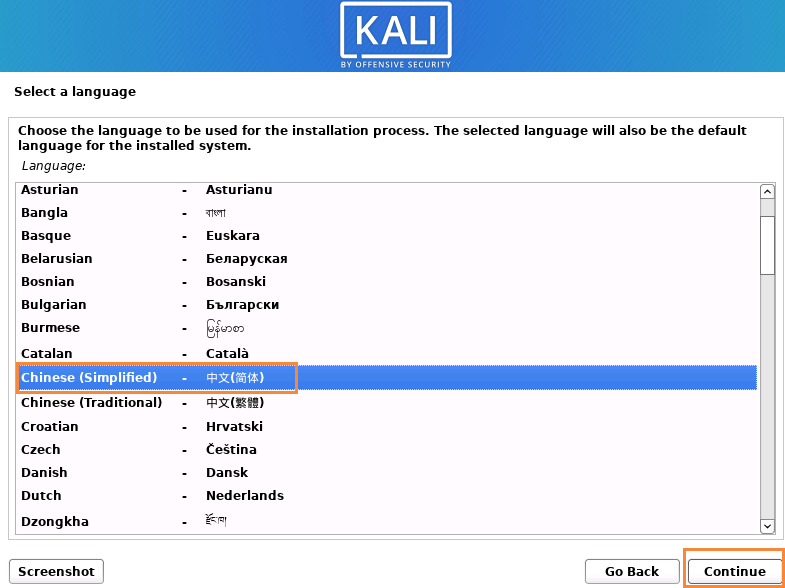 KALI
BY OFFENSIVE SECURITY
Select a language
Choose the language to be used for the installation process. The selected language will also be the default
language for the installed system.
Language:
Asturian - Asturianu
Bangla - বাংলা
Basque - Euskara
Belarusian - Беларуская
Bosnian - Bosanski
Bulgarian - Български
Burmese - မြန်မာစာ
Catalan - Català
Chinese (Simplified) - 中文(简体)
Chinese (Traditional) - 中文(繁體)
Croatian - Hrvatski
Czech - Čeština
Danish - Dansk
Dutch - Nederlands
Dzongkha - རྫོང་ཁ།
Screenshot
Go Back
Continue